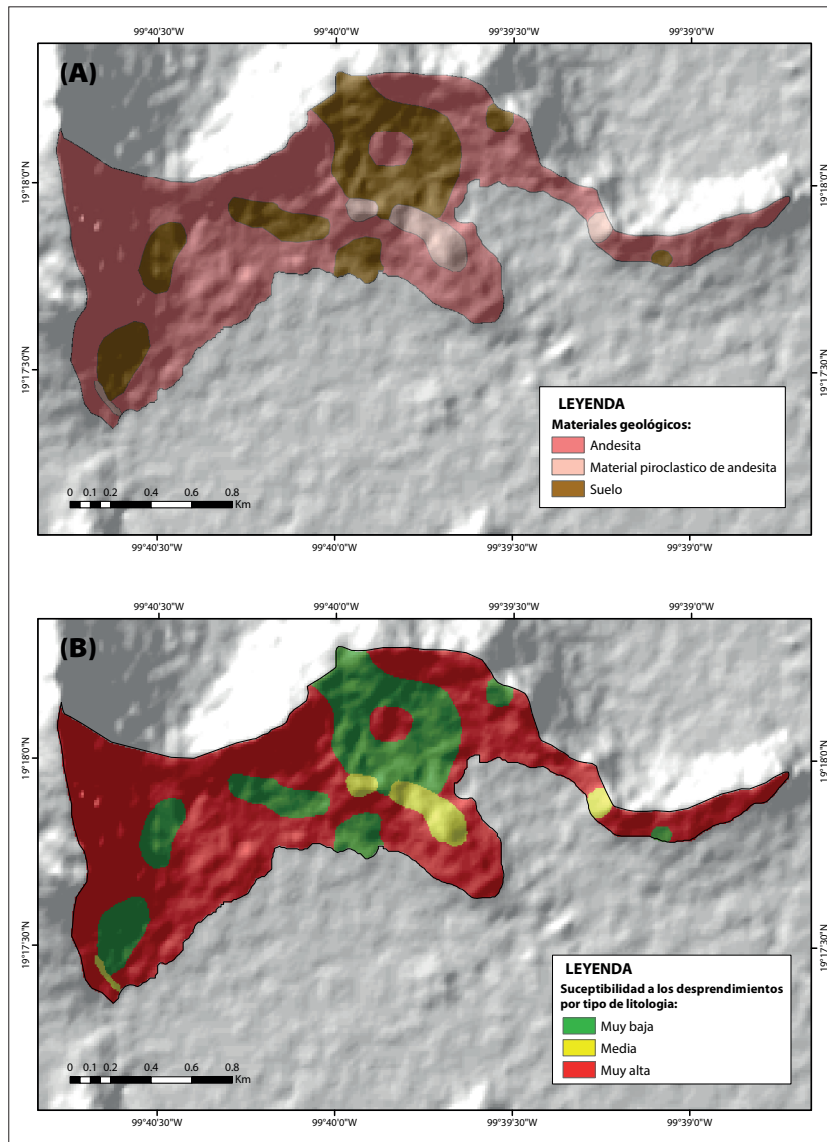 99°40'30"W 99°40'0"W 99°39'30"W 99°39'0"W
(A)
19°18'0"N 19°18'0"N
19°17'30"N 19°17'30"N
LEYENDA
Materiales geológicos:
Andesita
Material piroclastico de andesita
Suelo
0 0.1 0.2 0.4 0.6 0.8
Km
99°40'30"W 99°40'0"W 99°39'30"W 99°39'0"W
99°40'30"W 99°40'0"W 99°39'30"W 99°39'0"W
(B)
19°18'0"N 19°18'0"N
19°17'30"N 19°17'30"N
LEYENDA
Suceptibilidad a los desprendimientos
por tipo de litologia:
Muy baja
Media
Muy alta
0 0.1 0.2 0.4 0.6 0.8
Km
99°40'30"W 99°40'0"W 99°39'30"W 99°39'0"W